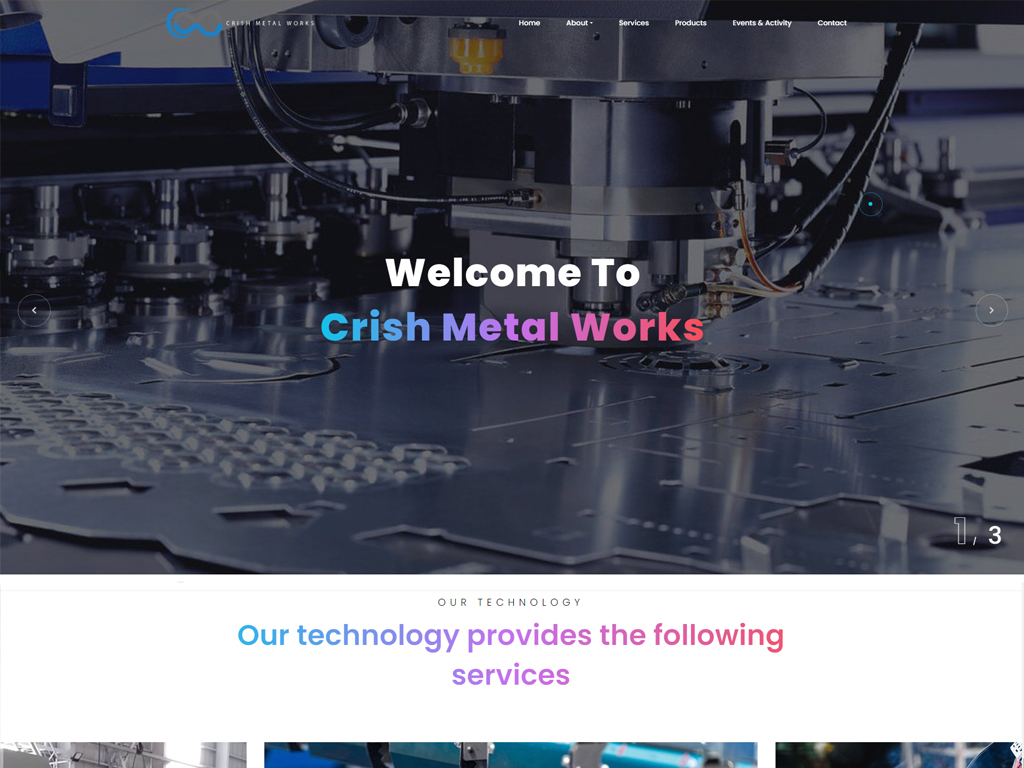 CRISH METAL WORKS
Home About Services Products Events & Activity Contact
Welcome To
Crish Metal Works
1 / 3
OUR TECHNOLOGY
Our technology provides the following
services